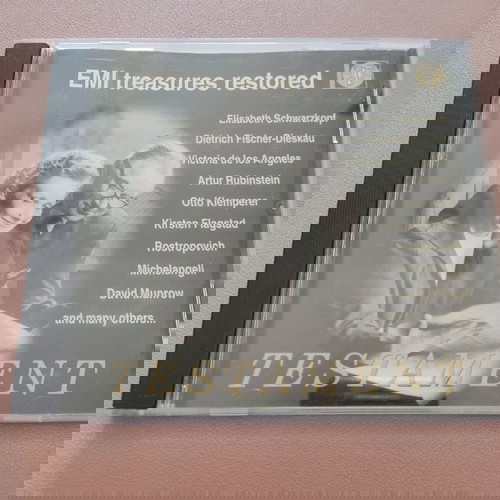 EMI treasures restored
Elisabeth Schwarzkopf
Dietrich Fischer-Dieskau
Victoria de los Angeles
Artur Rubinstein
Otto Klemperer
Kirsten Flagstad
Rostropovich
Michelangeli
David Munrow
and many others...
TESTAMENT